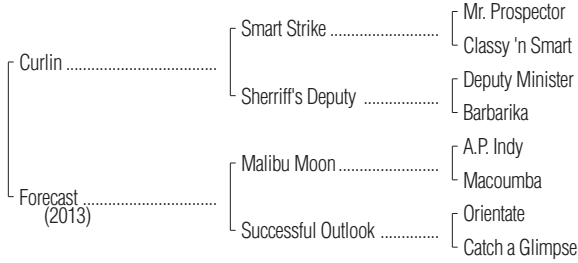 Mr. Prospector
Smart Strike ..........................
Classy 'n Smart
Curlin ....................................
Deputy Minister
Sherriff's Deputy ..................
Barbarika
A.P. Indy
Malibu Moon ........................
Macoumba
Forecast ................................
(2013)
Orientate
Successful Outlook ..............
Catch a Glimpse